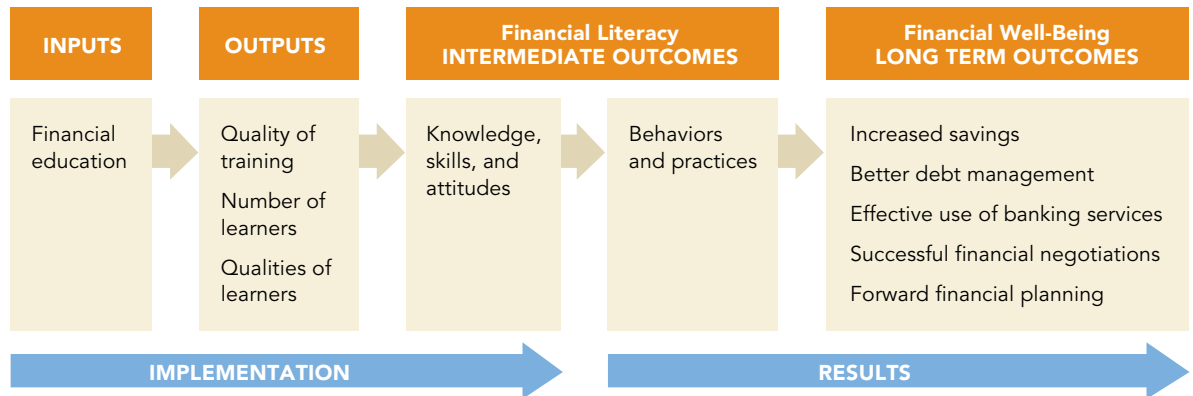 INPUTS
OUTPUTS
Financial Literacy
INTERMEDIATE OUTCOMES
Financial Well-Being
LONG TERM OUTCOMES
Financial
education
Quality of
training
Number of
learners
Qualities of
learners
Knowledge,
skills, and
attitudes
Behaviors
and practices
Increased savings
Better debt management
Effective use of banking services
Successful financial negotiations
Forward financial planning
IMPLEMENTATION
RESULTS